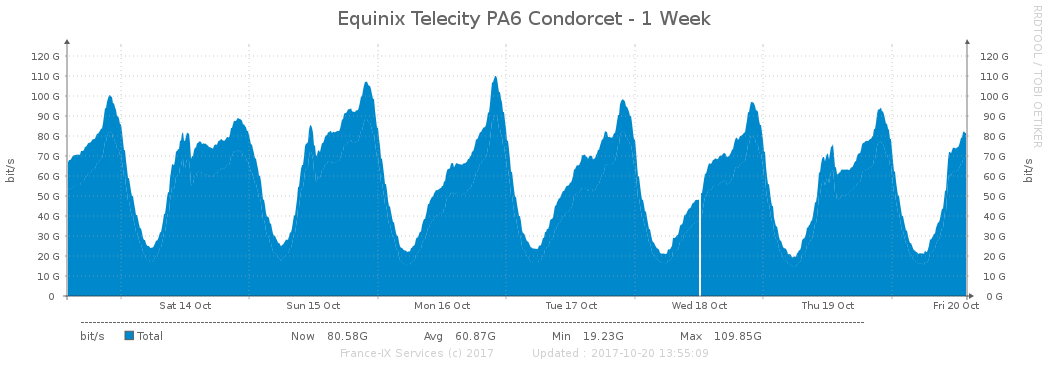 Equinix Telecity PA6 Condorcet - 1 Week
RRDTOOL / TOBI OETIKER
bit/s
120 G
110 G
100 G
90 G
80 G
70 G
60 G
50 G
40 G
30 G
20 G
10 G
0
120 G
110 G
100 G
90 G
80 G
70 G
60 G
50 G
40 G
30 G
20 G
10 G
0 G
bit/s
Sat 14 Oct Sun 15 Oct Mon 16 Oct Tue 17 Oct Wed 18 Oct Thu 19 Oct Fri 20 Oct
bit/s Total Now 80.58G Avg 60.87G Min 19.23G Max 109.85G
France-IX Services (c) 2017 Updated : 2017-10-20 13:55:09